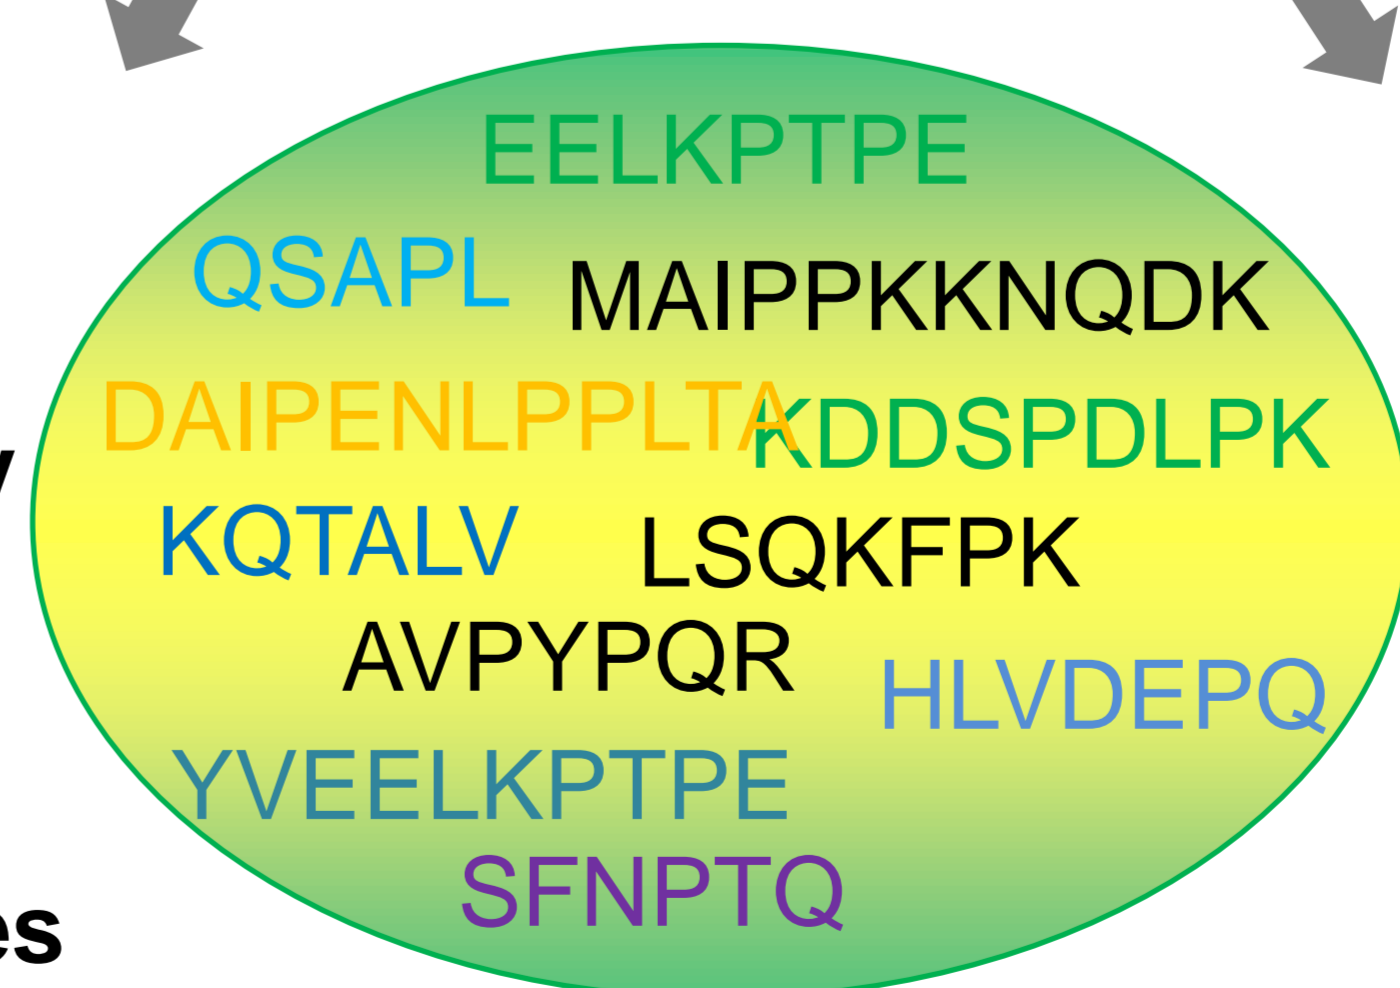 EELKPTPE
QSAPL
MAIPPKKNQDK
DAIPENLPPLTA
KDDSPDLPK
KQTALV
LSQKFPK
AVPYPQR
HLVDEPQ
YVEELKPTPE
SFNPTQ